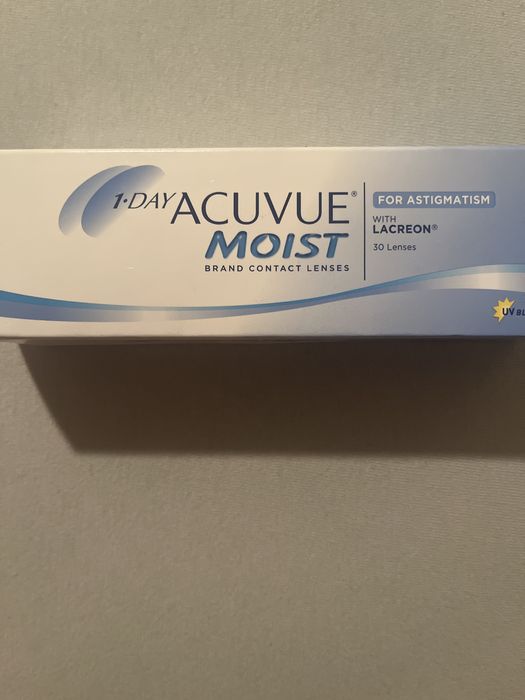 1·DAY ACUVUE®
MOIST
BRAND CONTACT LENSES
FOR ASTIGMATISM
WITH
LACREON®
30 Lenses
UV